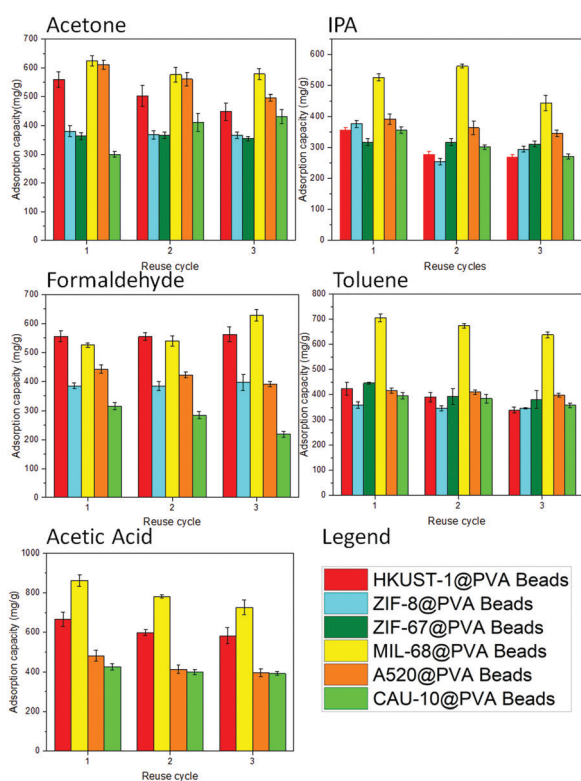 Acetone
IPA
Adsorption capacity(mg/g)
700
600
500
400
300
200
100
0
1
2
3
Reuse cycle
Adsorption capacity (mg/g)
600
500
400
300
200
100
0
1
2
3
Reuse cycles
Formaldehyde
Toluene
Adsorption capacity (mg/g)
700
600
500
400
300
200
100
0
1
2
3
Reuse cycle
Adsorption capacity (mg/g)
800
700
600
500
400
300
200
100
0
1
2
3
Reuse cycle
Acetic Acid
Legend
Adsorption capacity (mg/g)
1000
800
600
400
200
0
1
2
3
Reuse cycle
HKUST-1@PVA Beads
ZIF-8@PVA Beads
ZIF-67@PVA Beads
MIL-68@PVA Beads
A520@PVA Beads
CAU-10@PVA Beads